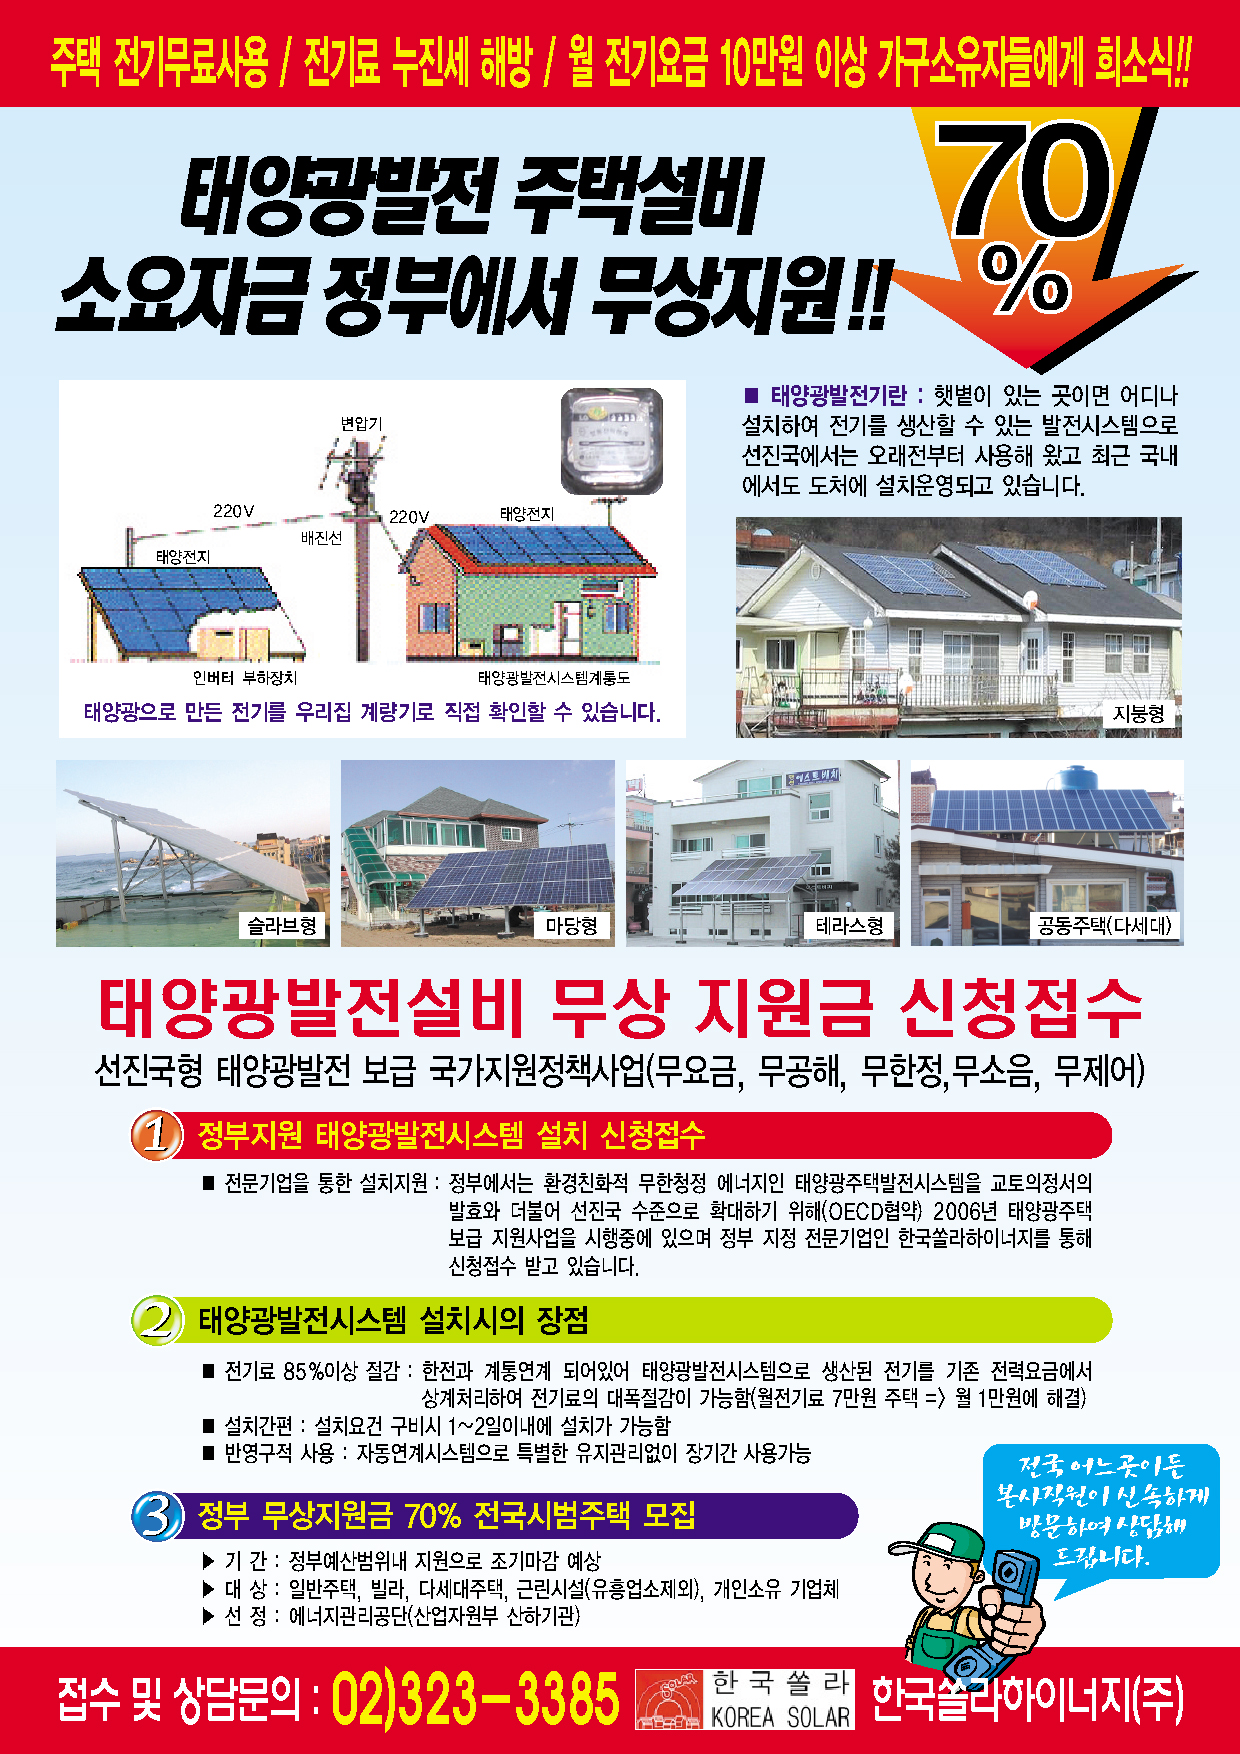 주택 전기무료사용 / 전기료 누진세 해방 / 월 전기요금 10만원 이상 가구소유자들에게 희소식!!
태양광발전 주택설비
소요자금 정부에서 무상지원!!
70
%
변압기
220V
220V
태양전지
배진선
태양전지
인버터 부하장치
태양광발전시스템계통도
태양광으로 만든 전기를 우리집 계량기로 직접 확인할 수 있습니다.
■ 태양광발전기란 : 햇볕이 있는 곳이면 어디나
설치하여 전기를 생산할 수 있는 발전시스템으로
선진국에서는 오래전부터 사용해 왔고 최근 국내
에서도 도처에 설치운영되고 있습니다.
지붕형
슬라브형
마당형
테라스형
공동주택(다세대)
태양광발전설비 무상 지원금 신청접수
선진국형 태양광발전 보급 국가지원정책사업(무요금, 무공해, 무한정,무소음, 무제어)
1 정부지원 태양광발전시스템 설치 신청접수
■ 전문기업을 통한 설치지원 : 정부에서는 환경친화적 무한청정 에너지인 태양광주택발전시스템을 교토의정서의
발효와 더불어 선진국 수준으로 확대하기 위해(OECD협약) 2006년 태양광주택
보급 지원사업을 시행중에 있으며 정부 지정 전문기업인 한국쏠라하이너지를 통해
신청접수 받고 있습니다.
2 태양광발전시스템 설치시의 장점
■ 전기료 85%이상 절감 : 한전과 계통연계 되어있어 태양광발전시스템으로 생산된 전기를 기존 전력요금에서
상계처리하여 전기료의 대폭절감이 가능함(월전기료 7만원 주택 => 월 1만원에 해결)
■ 설치간편 : 설치요건 구비시 1~2일이내에 설치가 가능함
■ 반영구적 사용 : 자동연계시스템으로 특별한 유지관리없이 장기간 사용가능
3 정부 무상지원금 70% 전국시범주택 모집
▶ 기 간 : 정부예산범위내 지원으로 조기마감 예상
▶ 대 상 : 일반주택, 빌라, 다세대주택, 근린시설(유흥업소제외), 개인소유 기업체
▶ 선 정 : 에너지관리공단(산업자원부 산하기관)
전국 어느곳이든
본사직원이 신속하게
방문하여 상담해
드립니다.
접수 및 상담문의 : 02)323-3385
SOLAR
한국쏠라
KOREA SOLAR
한국쏠라하이너지(주)